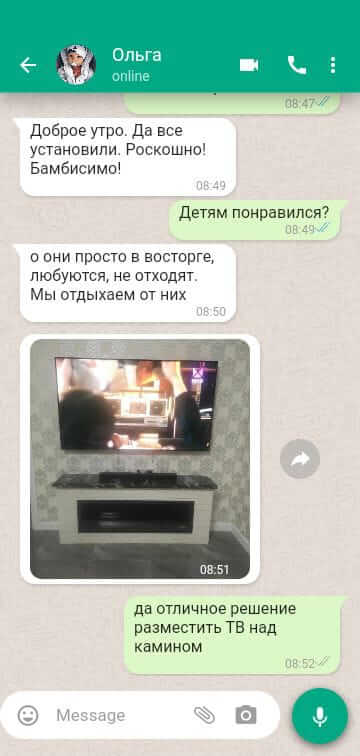 Ольга
online
08:47
Доброе утро. Да все
установили. Роскошно!
Бамбисимо!
08:49
Детям понравился?
08:49
о они просто в восторге,
любуются, не отходят.
Мы отдыхаем от них
08:50
08:51
да отличное решение
разместить ТВ над
камином
08:52
Message